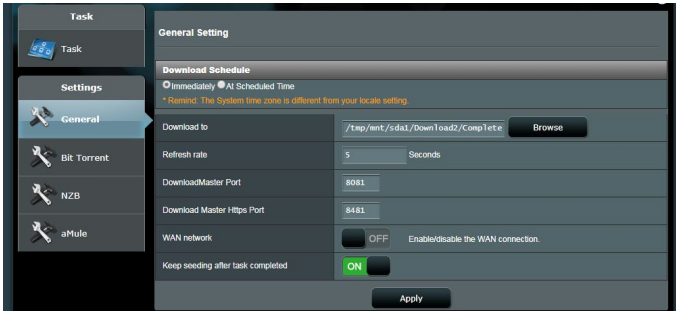 Task
Task
Settings
General
Bit Torrent
NZB
aMule
General Setting
Download Schedule
Immediately At Scheduled Time
* Remind: The System time zone is different from your locale setting.
Download to /tmp/mnt/sda1/Download2/Complete Browse
Refresh rate 5 Seconds
DownloadMaster Port 8081
Download Master Https Port 8481
WAN network OFF Enable/disable the WAN connection.
Keep seeding after task completed ON
Apply